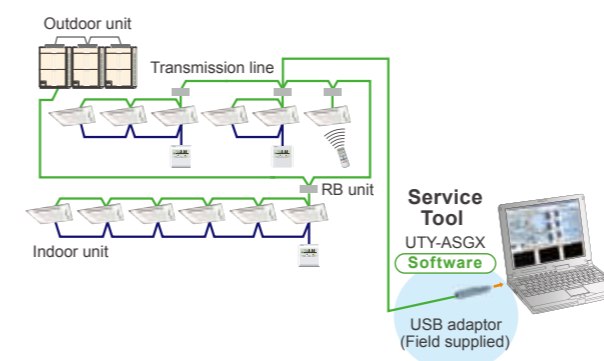 Outdoor unit
Transmission line
RB unit
Indoor unit
Service
Tool
UTY-ASGX
Software
USB adaptor
(Field supplied)